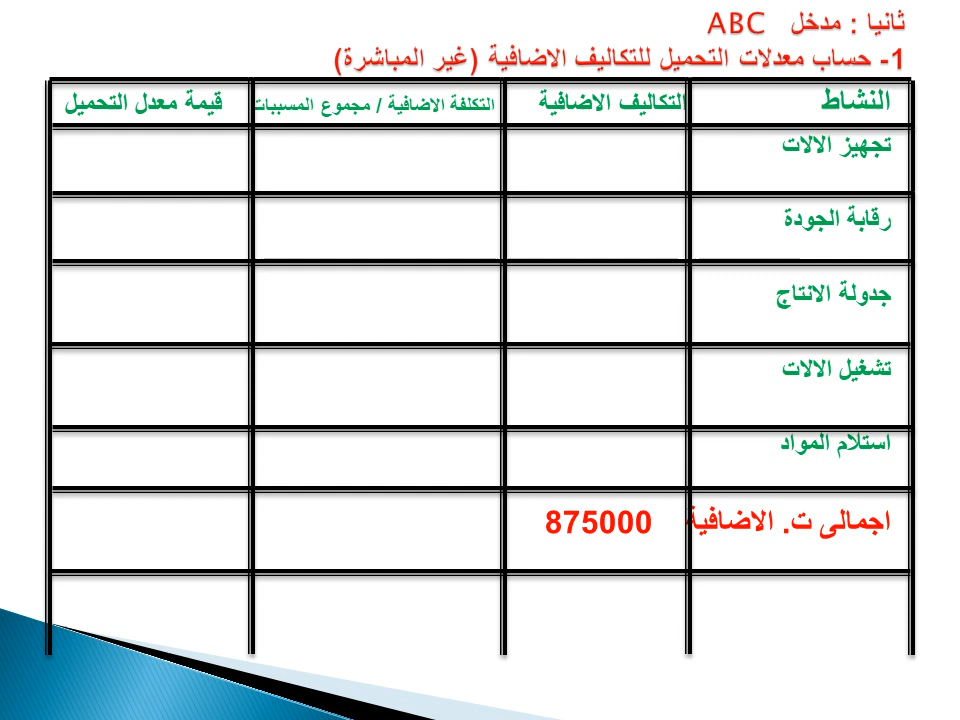 ثانيا : مدخل ABC
1- حساب معدلات التحميل للتكاليف الاضافية (غير المباشرة)
النشاط التكاليف الاضافية التكلفة الاضافية / مجموع المسببات قيمة معدل التحميل
تجهيز الالات
رقابة الجودة
جدولة الانتاج
تشغيل الالات
استلام المواد
اجمالى ت. الاضافية 875000